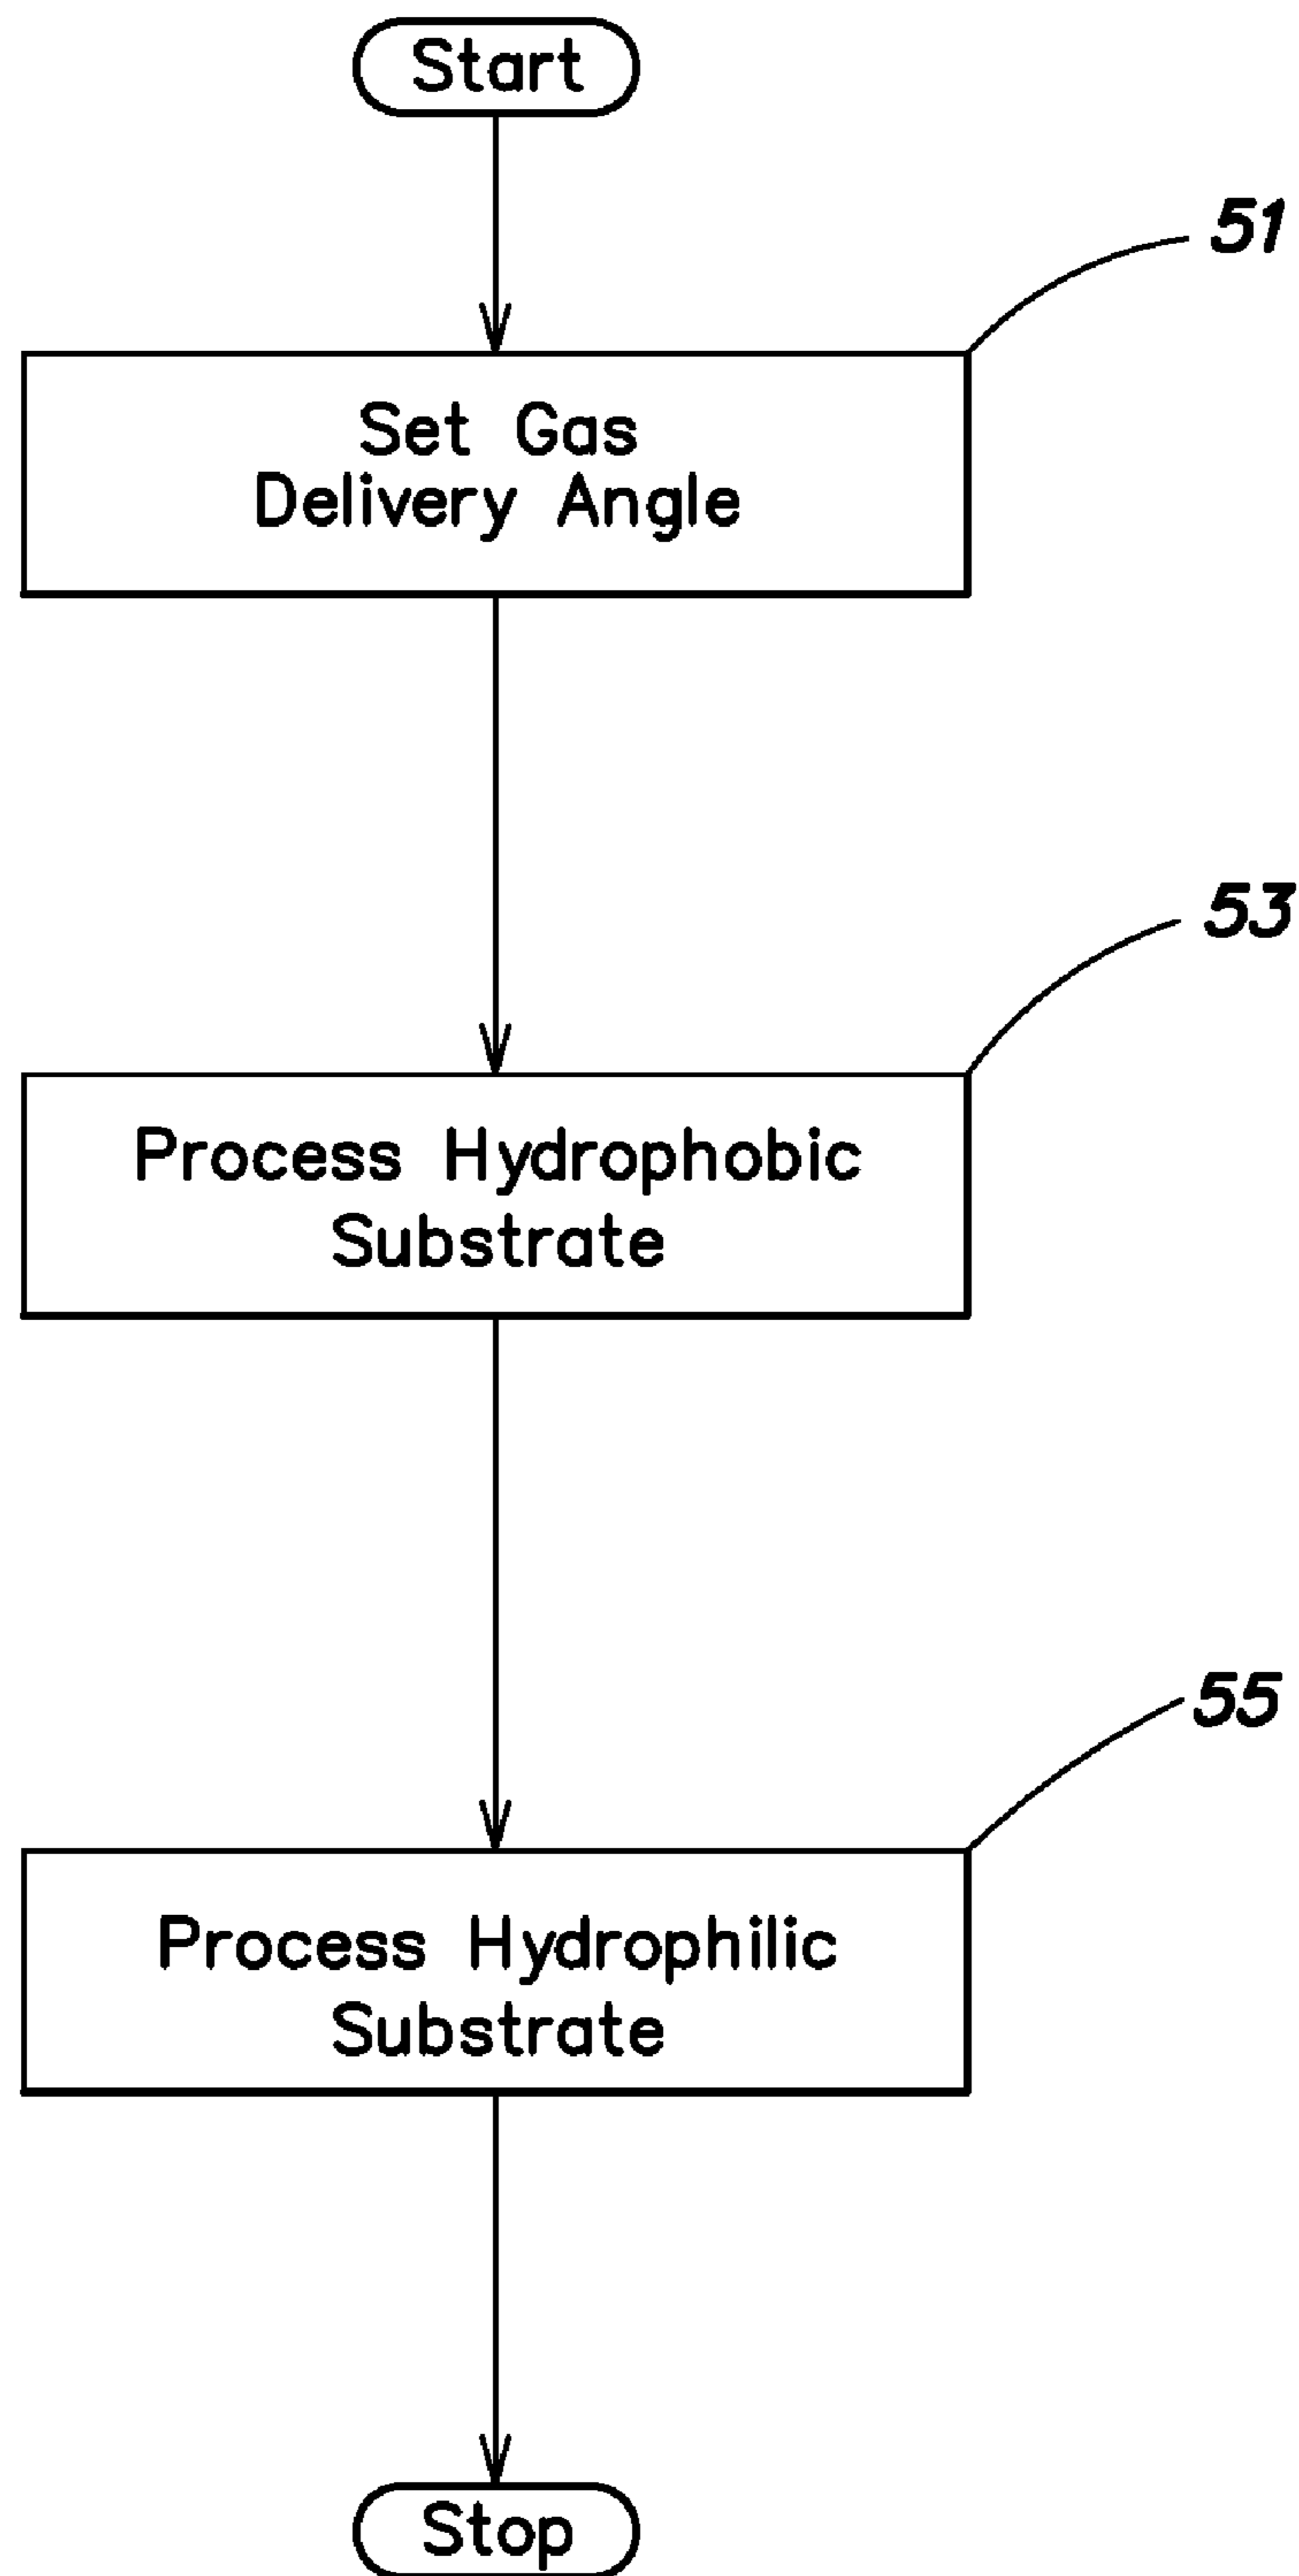 Start
51
Set Gas
Delivery Angle
53
Process Hydrophobic
Substrate
55
Process Hydrophilic
Substrate
Stop